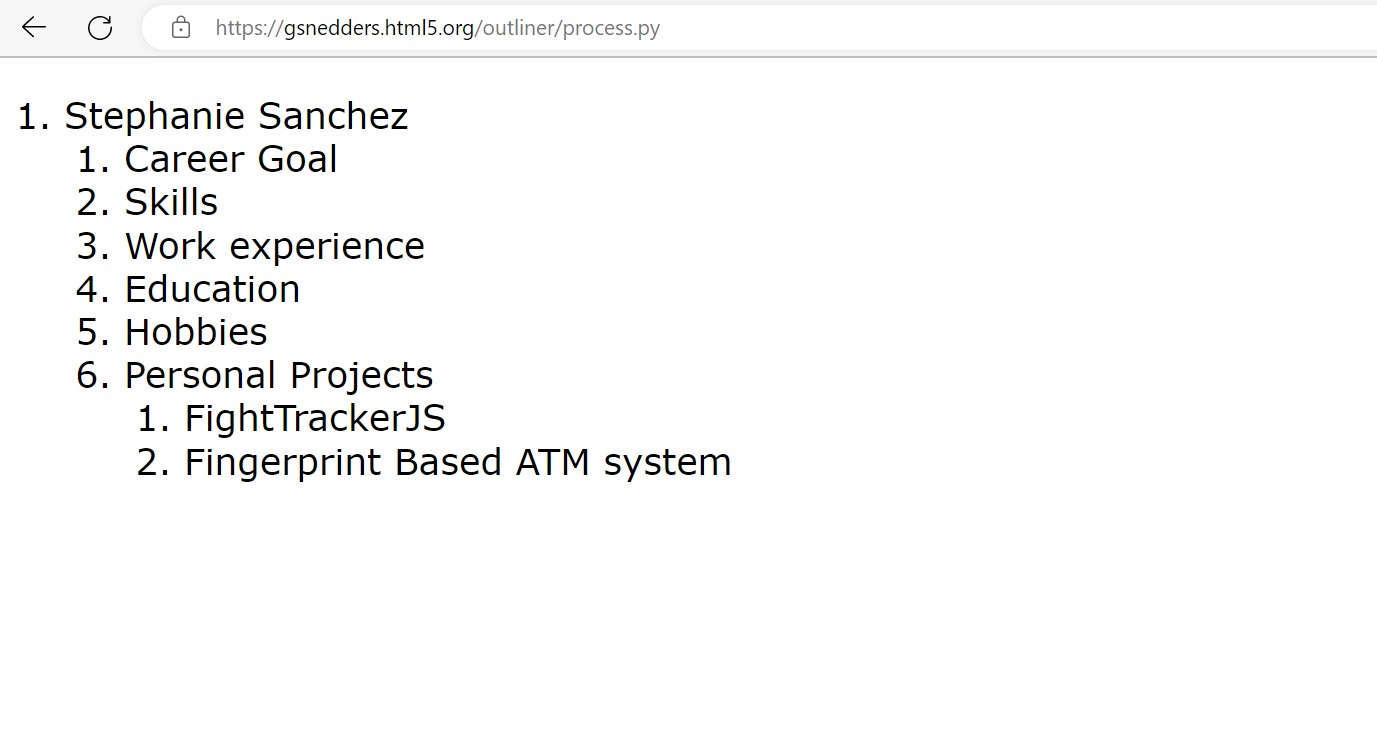 https://gsnedders.html5.org/outliner/process.py
1. Stephanie Sanchez
1. Career Goal
2. Skills
3. Work experience
4. Education
5. Hobbies
6. Personal Projects
1. FightTrackerJS
2. Fingerprint Based ATM system